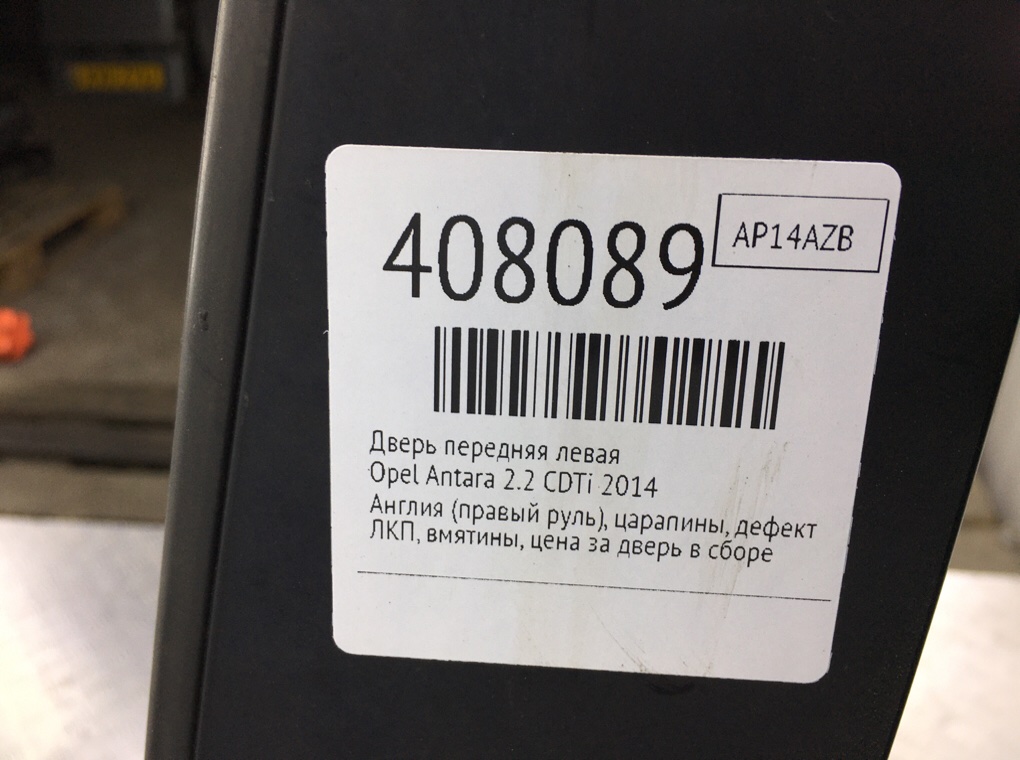 408089
AP14AZB
Дверь передняя левая
Opel Antara 2.2 CDTi 2014
Англия (правый руль), царапины, дефект
ЛКП, вмятины, цена за дверь в сборе